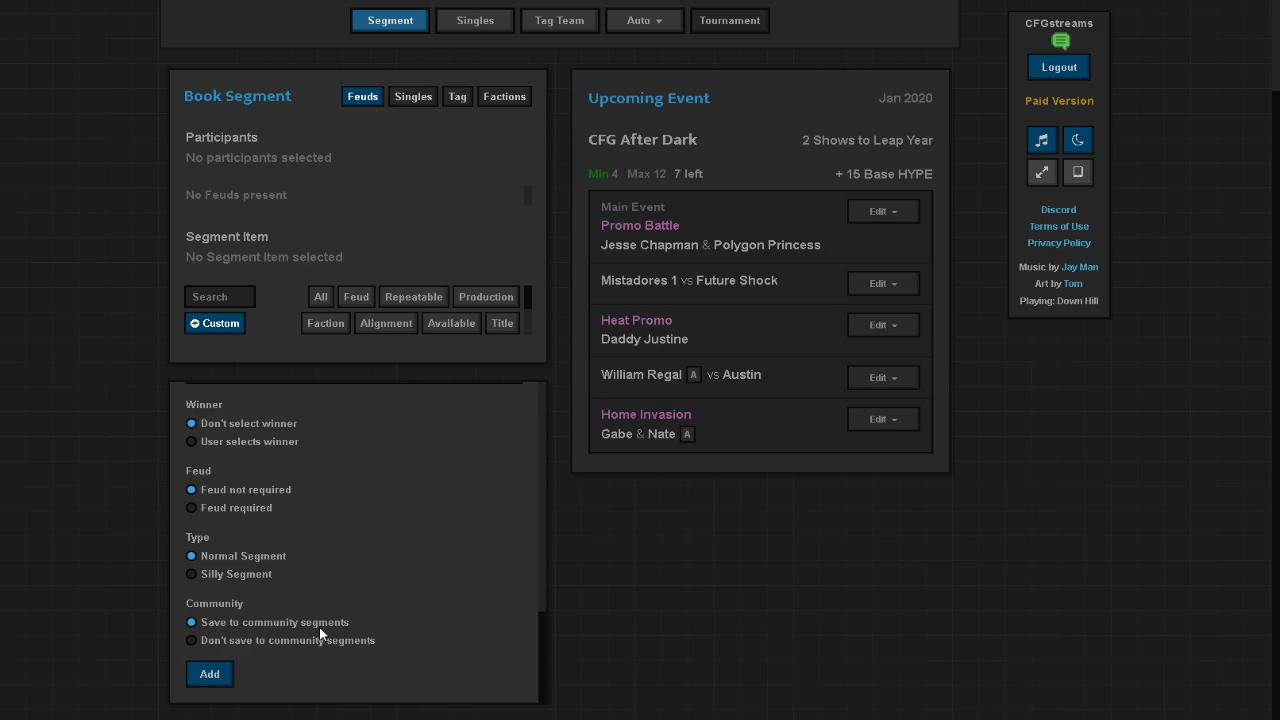 Segment Singles Tag Team Auto Tournament
Book Segment Feuds Singles Tag Factions
Participants
No participants selected
No Feuds present
Segment Item
No Segment Item selected
Search All Feud Repeatable Production
Custom Faction Alignment Available Title
Winner
Don't select winner
User selects winner
Feud
Feud not required
Feud required
Type
Normal Segment
Silly Segment
Community
Save to community segments
Don't save to community segments
Add
Upcoming Event Jan 2020
CFG After Dark 2 Shows to Leap Year
Min 4 Max 12 7 left + 15 Base HYPE
Main Event
Promo Battle
Jesse Chapman & Polygon Princess
Edit
Mistadores 1 vs Future Shock
Edit
Heat Promo
Daddy Justine
Edit
William Regal A vs Austin
Edit
Home Invasion
Gabe & Nate A
Edit
CFGstreams
Logout
Paid Version
Discord
Terms of Use
Privacy Policy
Music by Jay Man
Art by Tom
Playing: Down Hill